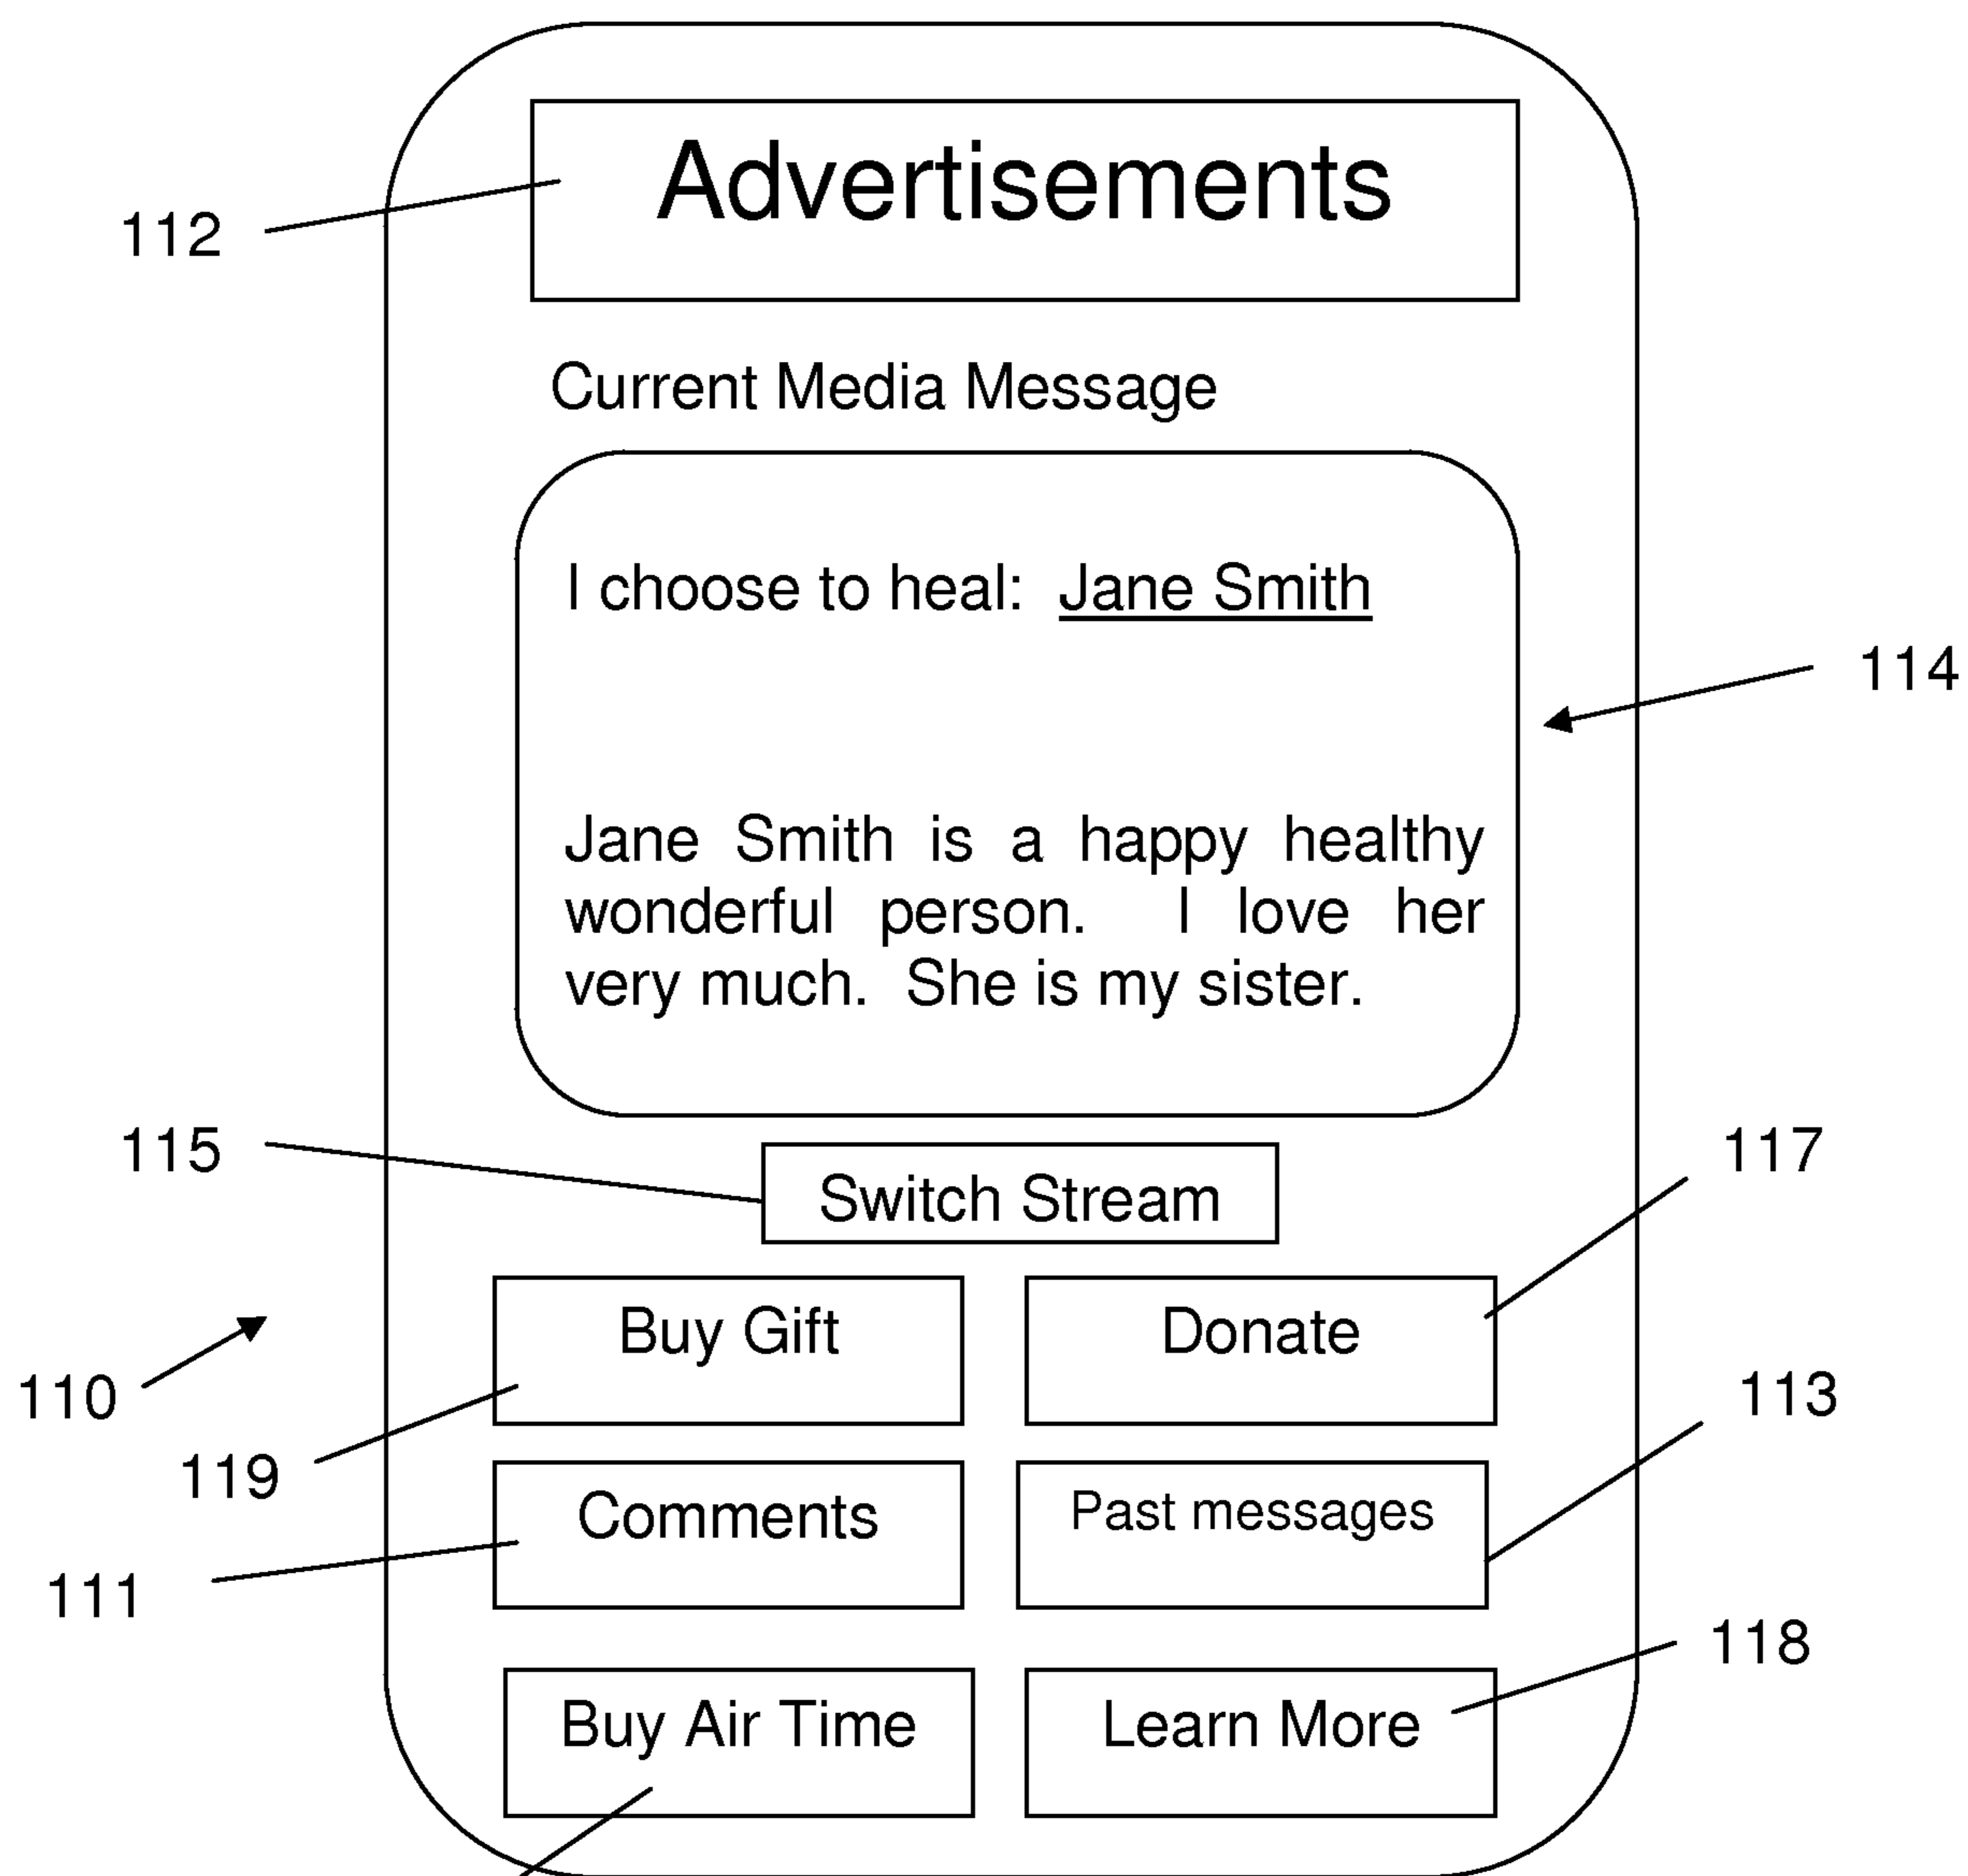 Advertisements
112
Current Media Message
I choose to heal: Jane Smith
114
Jane Smith is a happy healthy
wonderful person. I love her
very much. She is my sister.
115
117
Switch Stream
Buy Gift
Donate
110
113
119
Comments
Past messages
111
118
Buy Air Time
Learn More